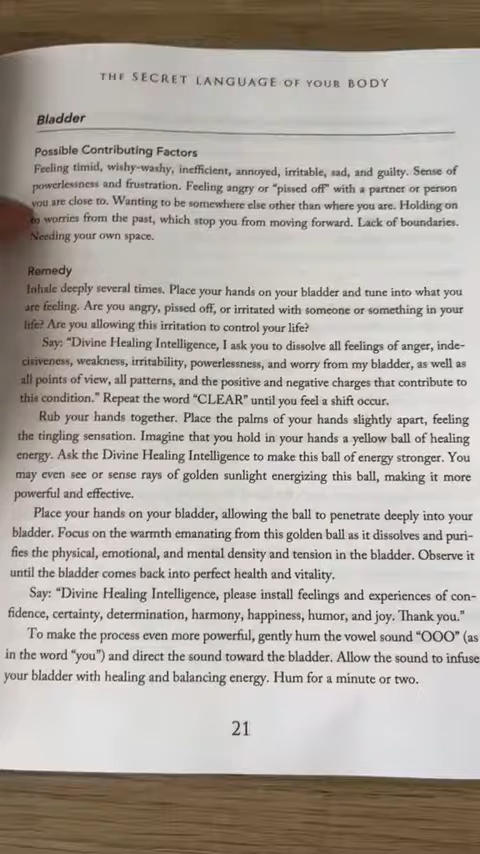 THE SECRET LANGUAGE OF YOUR BODY
Bladder
Possible Contributing Factors
Feeling timid, wishy-washy, inefficient, annoyed, irritable, sad, and guilty. Sense of
powerlessness and frustration. Feeling angry or "pissed off" with a partner or person
you are close to. Wanting to be somewhere else other than where you are. Holding on
to worries from the past, which stop you from moving forward. Lack of boundaries.
Needing your own space.
Remedy
Inhale deeply several times. Place your hands on your bladder and tune into what you
are feeling. Are you angry, pissed off, or irritated with someone or something in your
life? Are you allowing this irritation to control your life?
Say: "Divine Healing Intelligence, I ask you to dissolve all feelings of anger, inde-
cisiveness, weakness, irritability, powerlessness, and worry from my bladder, as well as
all points of view, all patterns, and the positive and negative charges that contribute to
this condition." Repeat the word "CLEAR" until you feel a shift occur.
Rub your hands together. Place the palms of your hands slightly apart, feeling
the tingling sensation. Imagine that you hold in your hands a yellow ball of healing
energy. Ask the Divine Healing Intelligence to make this ball of energy stronger. You
may even see or sense rays of golden sunlight energizing this ball, making it more
powerful and effective.
Place your hands on your bladder, allowing the ball to penetrate deeply into your
bladder. Focus on the warmth emanating from this golden ball as it dissolves and puri-
fies the physical, emotional, and mental density and tension in the bladder. Observe it
until the bladder comes back into perfect health and vitality.
Say: "Divine Healing Intelligence, please install feelings and experiences of con-
fidence, certainty, determination, harmony, happiness, humor, and joy. Thank you."
To make the process even more powerful, gently hum the vowel sound "OOO" (as
in the word "you") and direct the sound toward the bladder. Allow the sound to infuse
your bladder with healing and balancing energy. Hum for a minute or two.
21